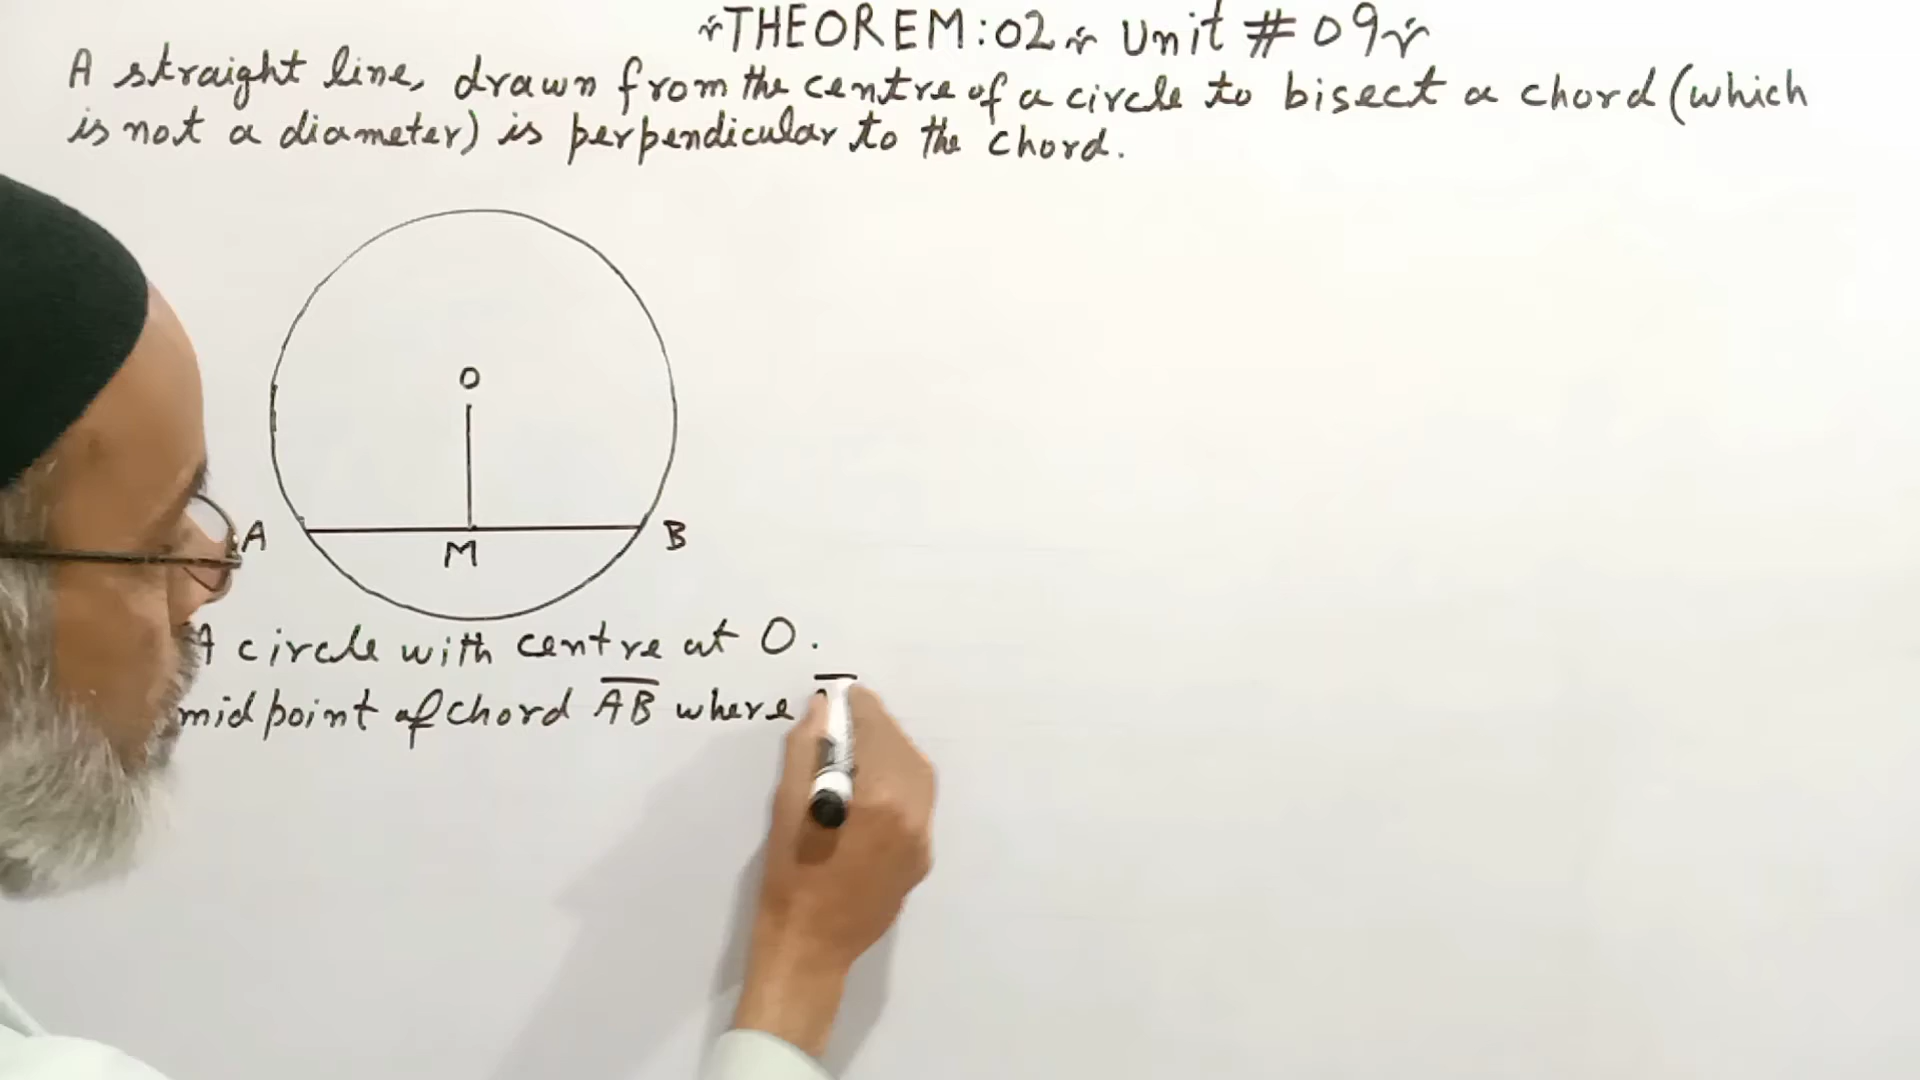 THEOREM:02 Unit # 09
A straight line, drawn from the centre of a circle to bisect a chord (which
is not a diameter) is perpendicular to the chord.
O
A
B
M
A circle with centre at O.
midpoint of chord AB where